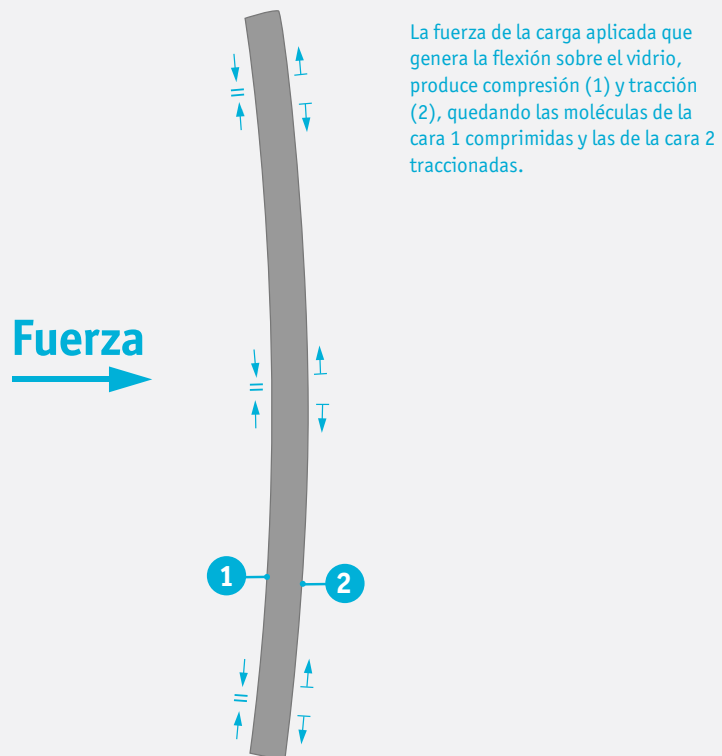 La fuerza de la carga aplicada que
genera la flexión sobre el vidrio,
produce compresión (1) y tracción
(2), quedando las moléculas de la
cara 1 comprimidas y las de la cara 2
traccionadas.
Fuerza
1
2